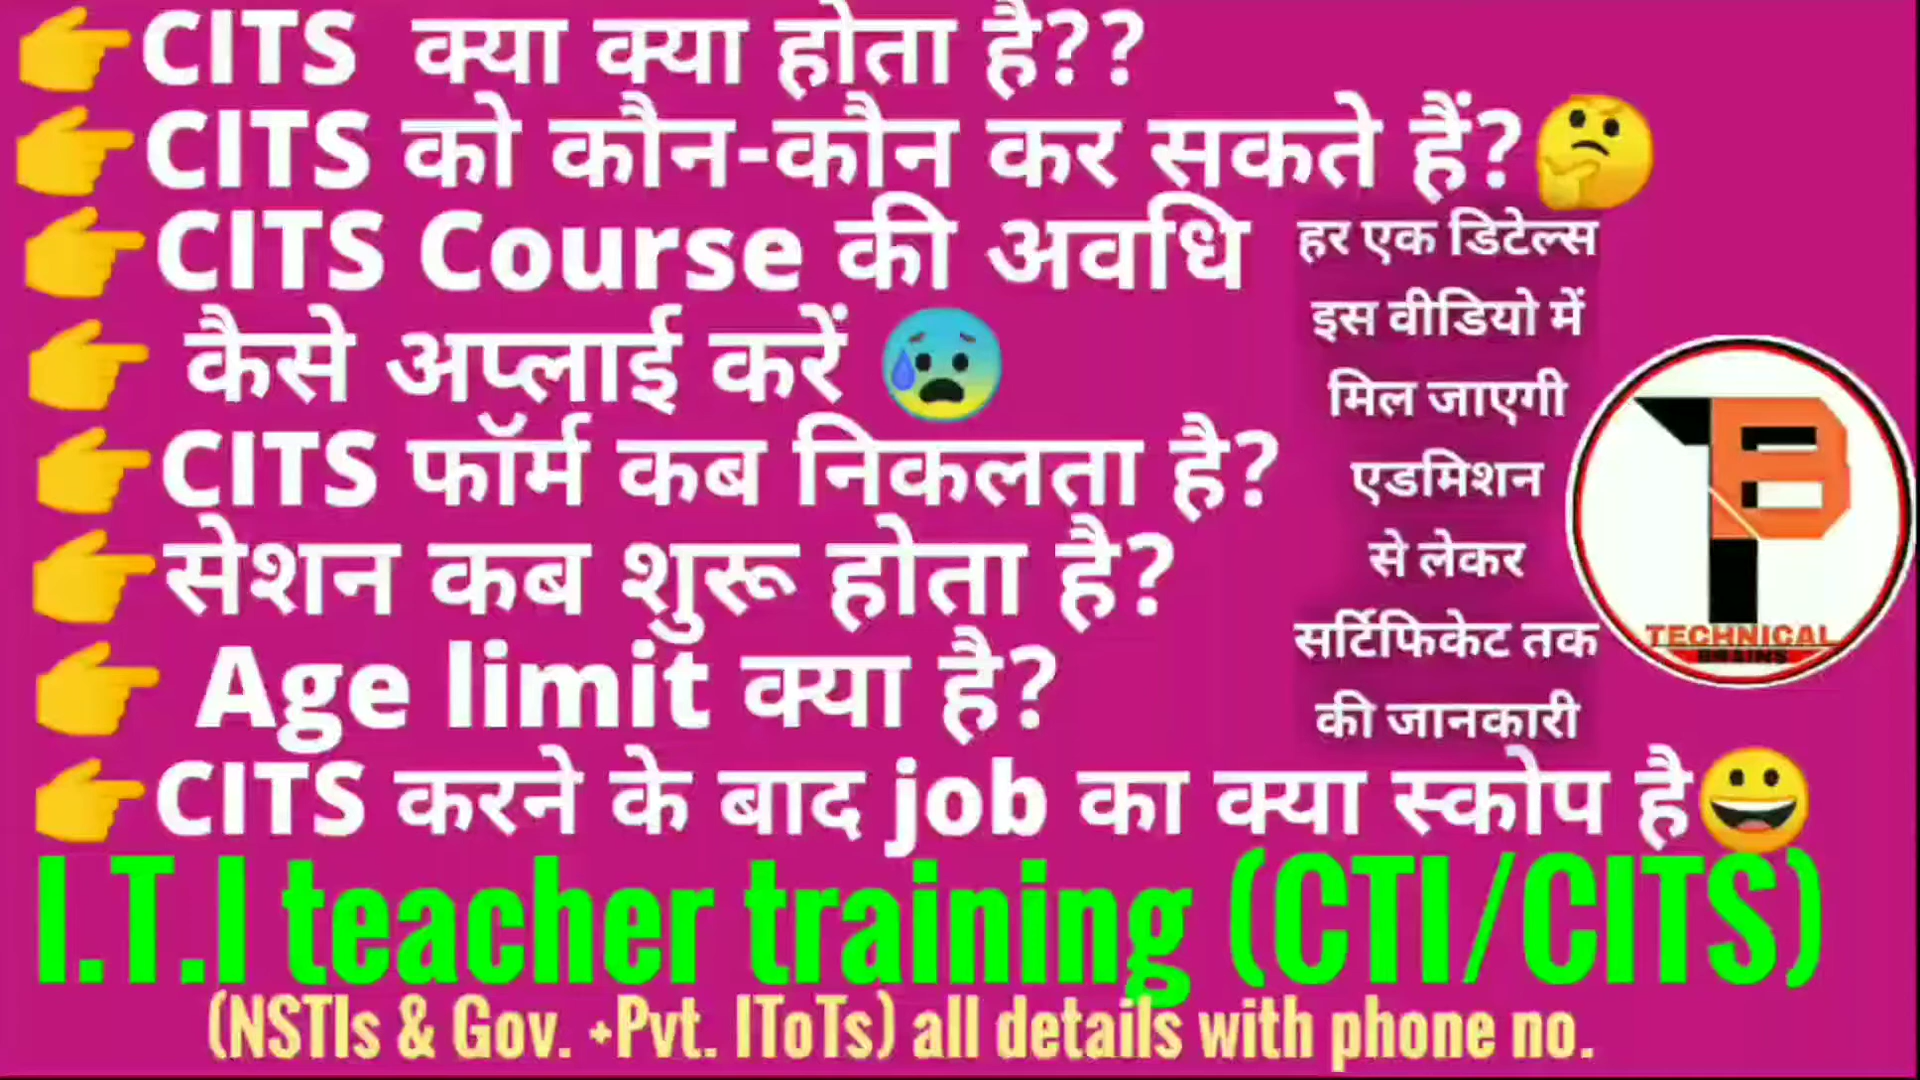 👉CITS क्या क्या होता है??
👉CITS को कौन-कौन कर सकते हैं?🤔
👉CITS Course की अवधि
👉 कैसे अप्लाई करें 😰
👉CITS फॉर्म कब निकलता है?
👉सेशन कब शुरू होता है?
👉 Age limit क्या है?
👉CITS करने के बाद job का क्या स्कोप है😀
हर एक डिटेल्स
इस वीडियो में
मिल जाएगी
एडमिशन
से लेकर
सर्टिफिकेट तक
की जानकारी
TB
TECHNICAL
BRAINS
I.T.I teacher training (CTI/CITS)
(NSTIs & Gov. +Pvt. IToTs) all details with phone no.